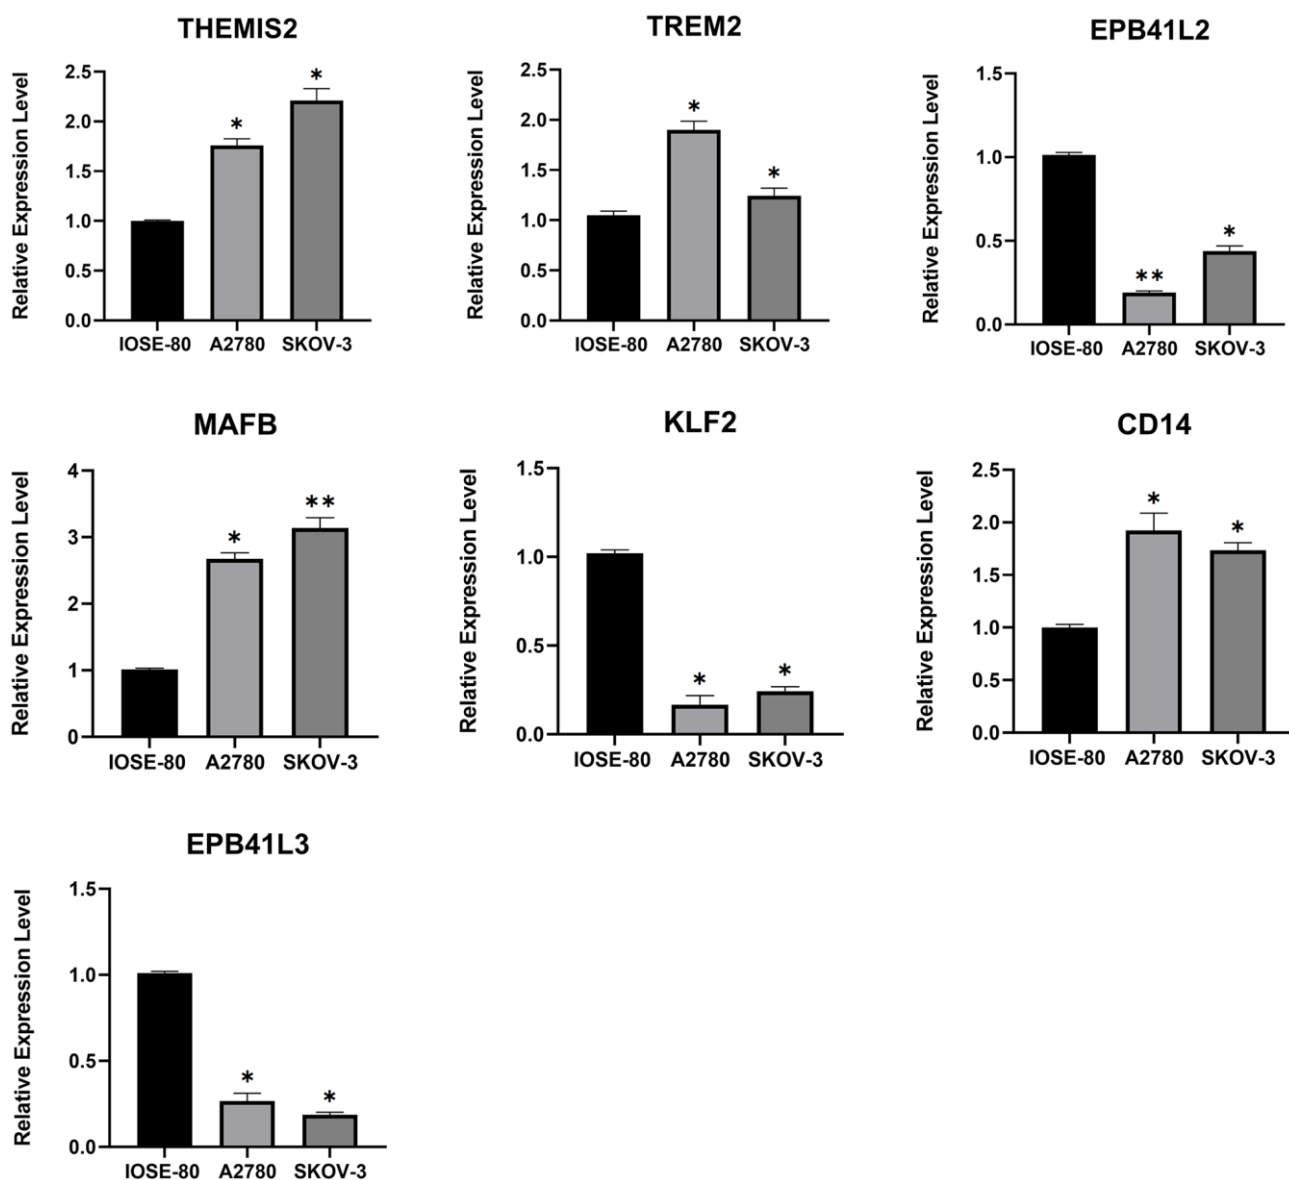 THEMIS2
Relative Expression Level
2.5
2.0
1.5
1.0
0.5
0.0
*
*
IOSE-80 A2780 SKOV-3
TREM2
Relative Expression Level
2.5
2.0
1.5
1.0
0.5
0.0
*
*
IOSE-80 A2780 SKOV-3
EPB41L2
Relative Expression Level
1.5
1.0
0.5
0.0
**
*
IOSE-80 A2780 SKOV-3
MAFB
Relative Expression Level
4
3
2
1
0
*
**
IOSE-80 A2780 SKOV-3
KLF2
Relative Expression Level
1.5
1.0
0.5
0.0
*
*
IOSE-80 A2780 SKOV-3
CD14
Relative Expression Level
2.5
2.0
1.5
1.0
0.5
0.0
*
*
IOSE-80 A2780 SKOV-3
EPB41L3
Relative Expression Level
1.5
1.0
0.5
0.0
*
*
IOSE-80 A2780 SKOV-3